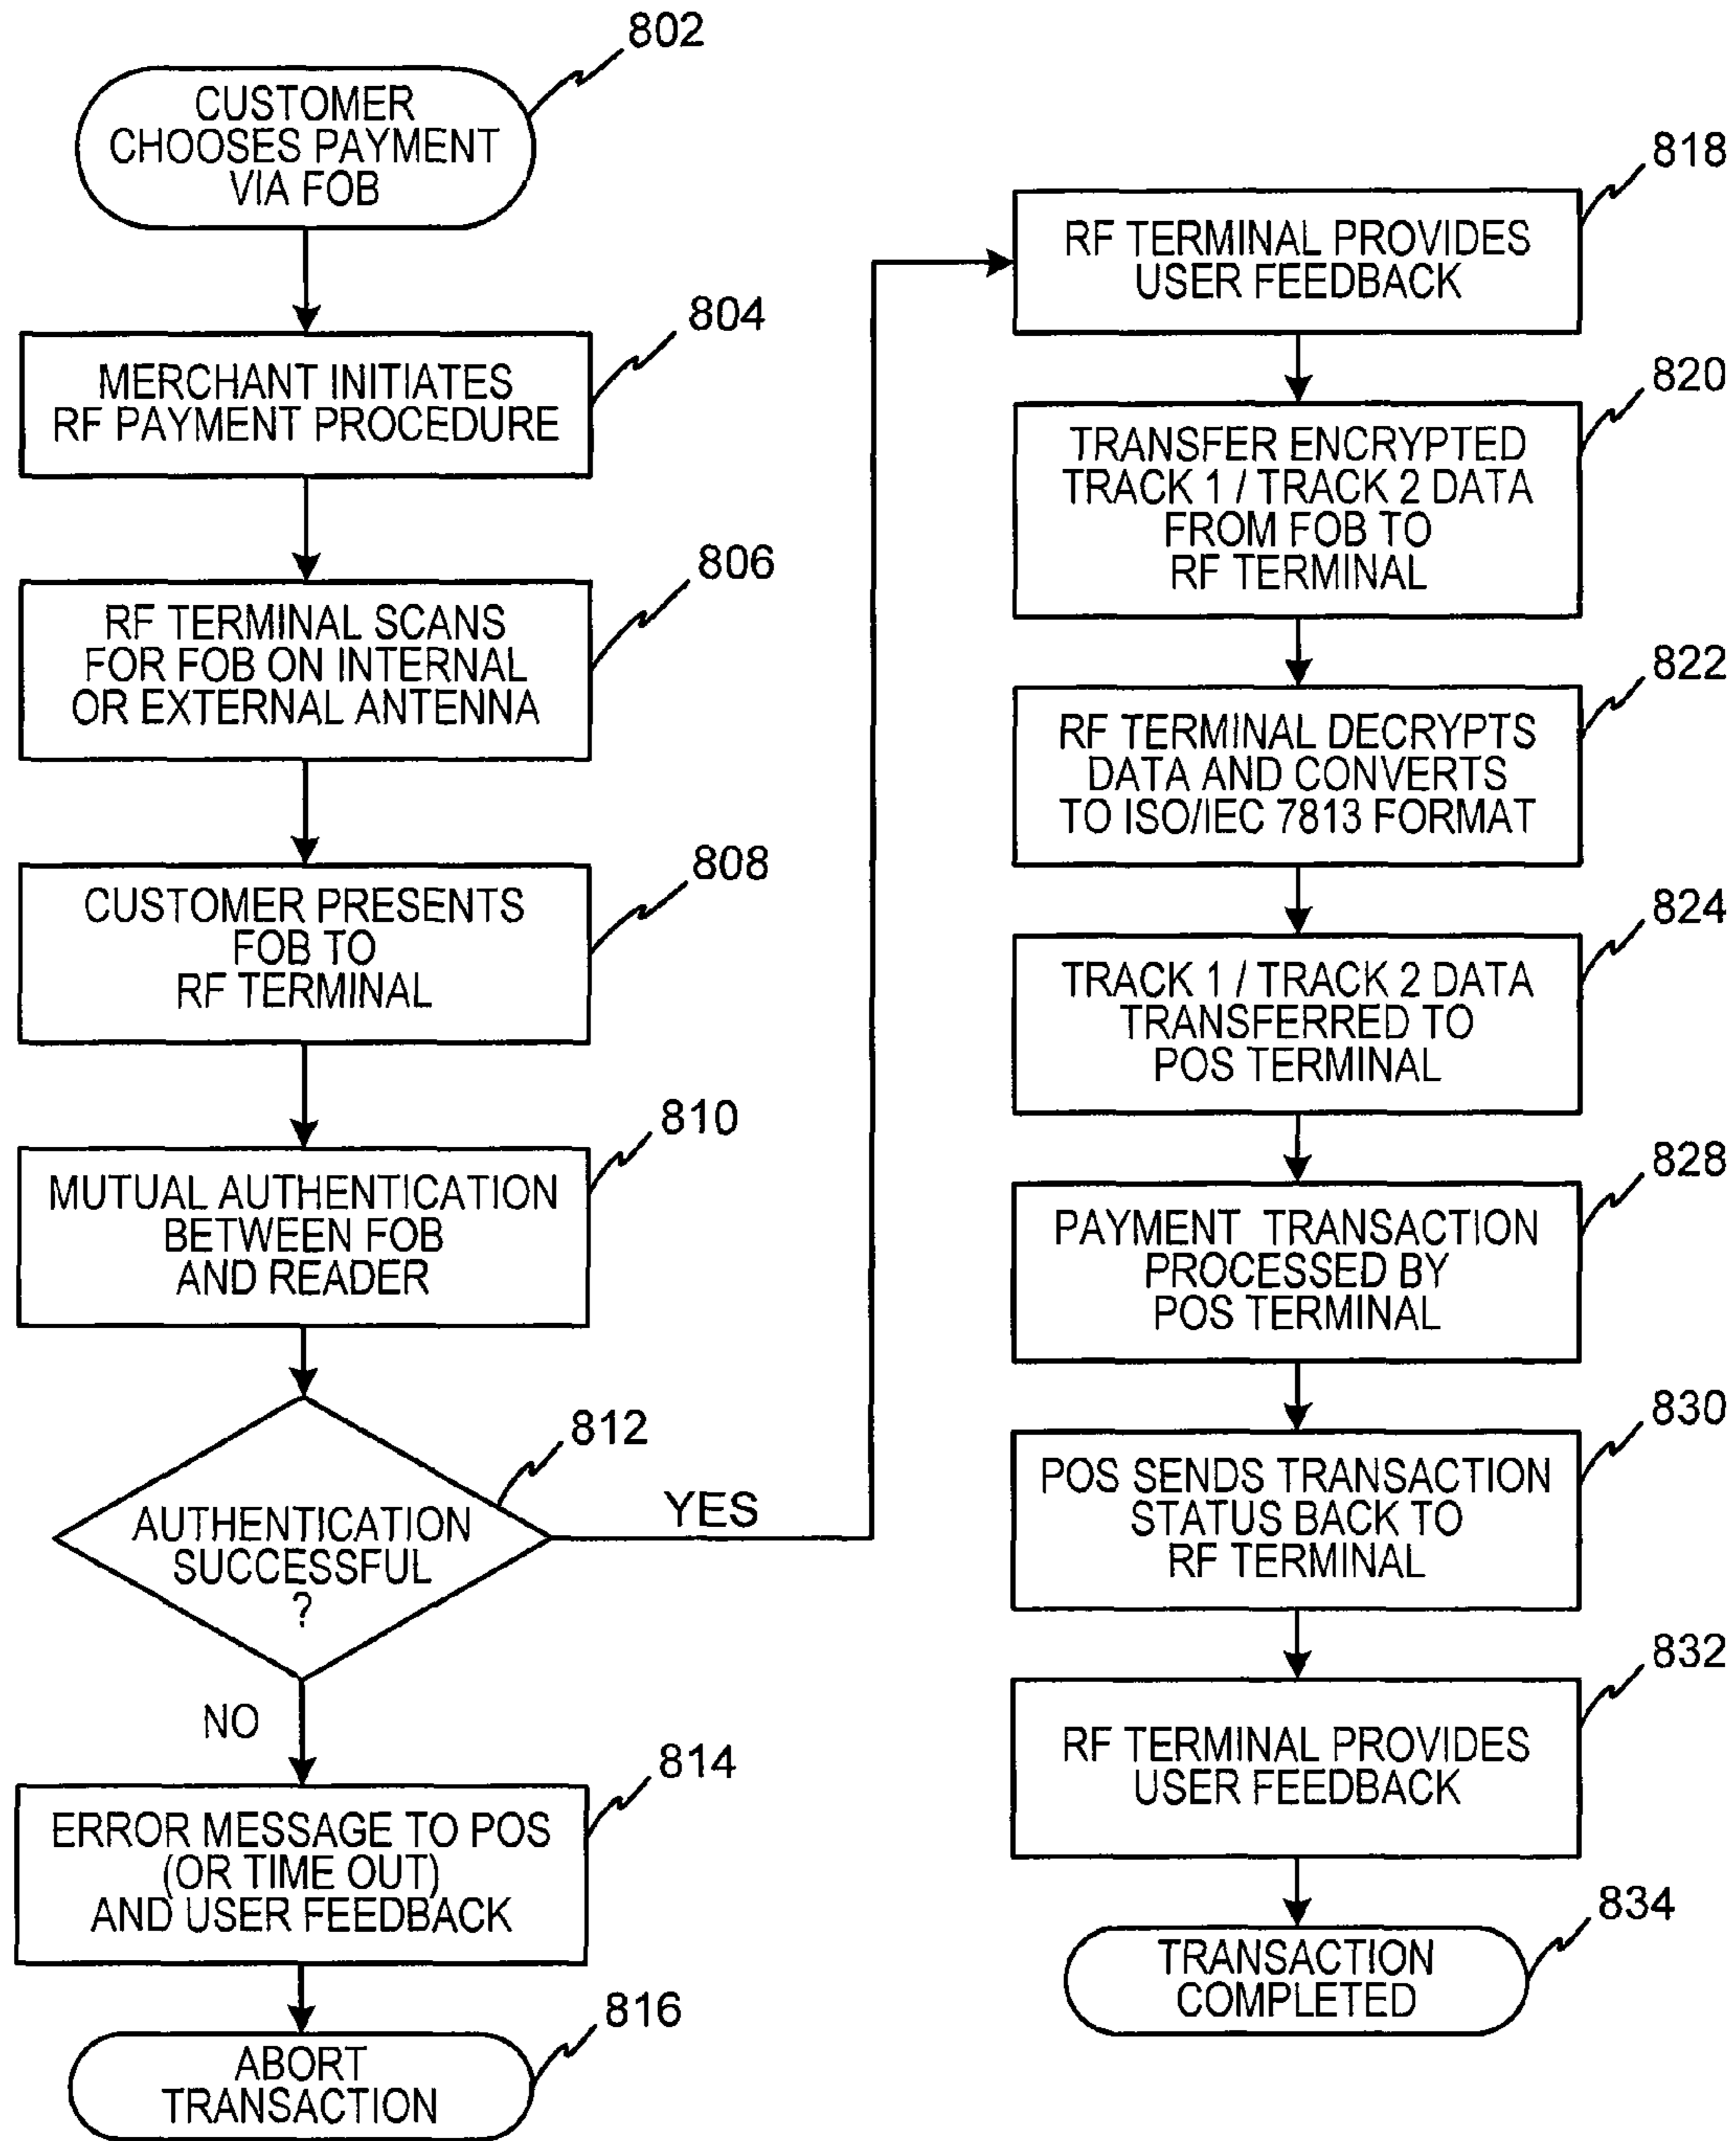 802
CUSTOMER
CHOOSES PAYMENT
VIA FOB
804
MERCHANT INITIATES
RF PAYMENT PROCEDURE
806
RF TERMINAL SCANS
FOR FOB ON INTERNAL
OR EXTERNAL ANTENNA
808
CUSTOMER PRESENTS
FOB TO
RF TERMINAL
810
MUTUAL AUTHENTICATION
BETWEEN FOB
AND READER
812
AUTHENTICATION
SUCCESSFUL
?
YES
NO
814
ERROR MESSAGE TO POS
(OR TIME OUT)
AND USER FEEDBACK
816
ABORT
TRANSACTION
818
RF TERMINAL PROVIDES
USER FEEDBACK
820
TRANSFER ENCRYPTED
TRACK 1 / TRACK 2 DATA
FROM FOB TO
RF TERMINAL
822
RF TERMINAL DECRYPTS
DATA AND CONVERTS
TO ISO/IEC 7813 FORMAT
824
TRACK 1 / TRACK 2 DATA
TRANSFERRED TO
POS TERMINAL
828
PAYMENT TRANSACTION
PROCESSED BY
POS TERMINAL
830
POS SENDS TRANSACTION
STATUS BACK TO
RF TERMINAL
832
RF TERMINAL PROVIDES
USER FEEDBACK
834
TRANSACTION
COMPLETED